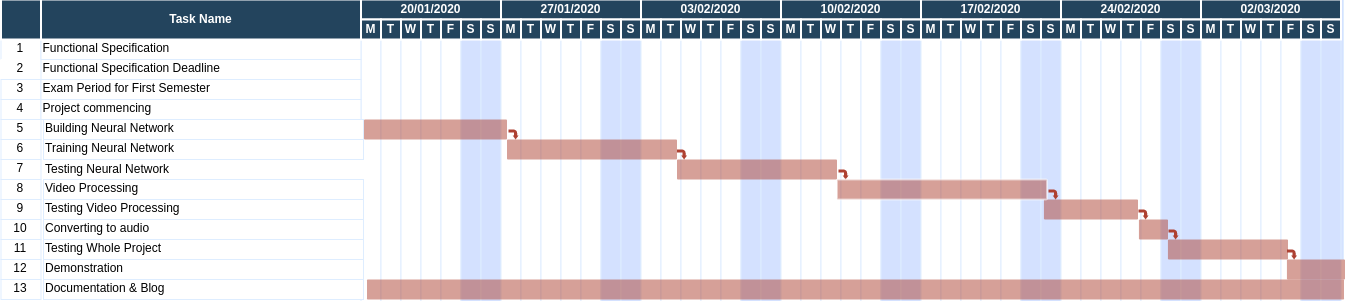 Task Name 20/01/2020 27/01/2020 03/02/2020 10/02/2020 17/02/2020 24/02/2020 02/03/2020
M T W T F S S M T W T F S S M T W T F S S M T W T F S S M T W T F S S M T W T F S S M T W T F S S
1 Functional Specification
2 Functional Specification Deadline
3 Exam Period for First Semester
4 Project commencing
5 Building Neural Network
6 Training Neural Network
7 Testing Neural Network
8 Video Processing
9 Testing Video Processing
10 Converting to audio
11 Testing Whole Project
12 Demonstration
13 Documentation & Blog